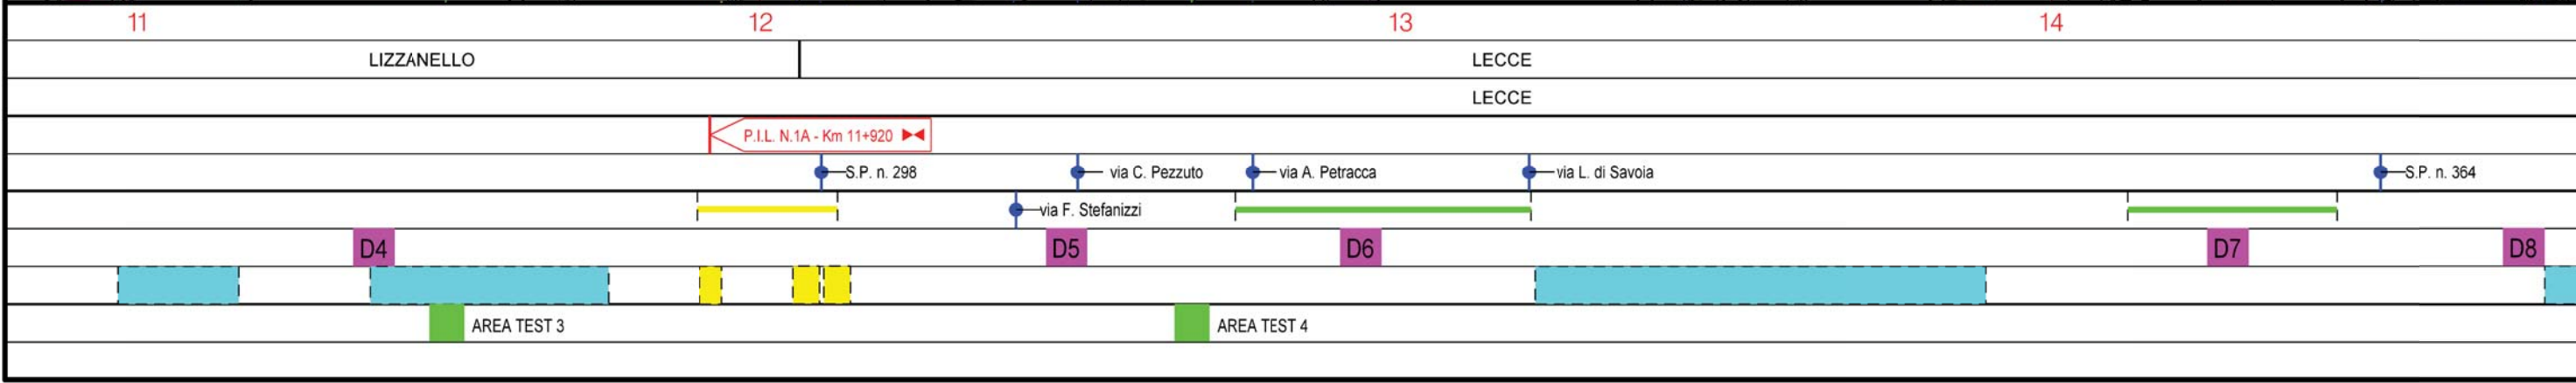 11 12 13 14
LIZZANELLO LECCE
LECCE
P.I.L. N.1A - Km 11+920
S.P. n. 298 via C. Pezzuto via A. Petracca via L. di Savoia S.P. n. 364
via F. Stefanizzi
D4 D5 D6 D7 D8
AREA TEST 3 AREA TEST 4